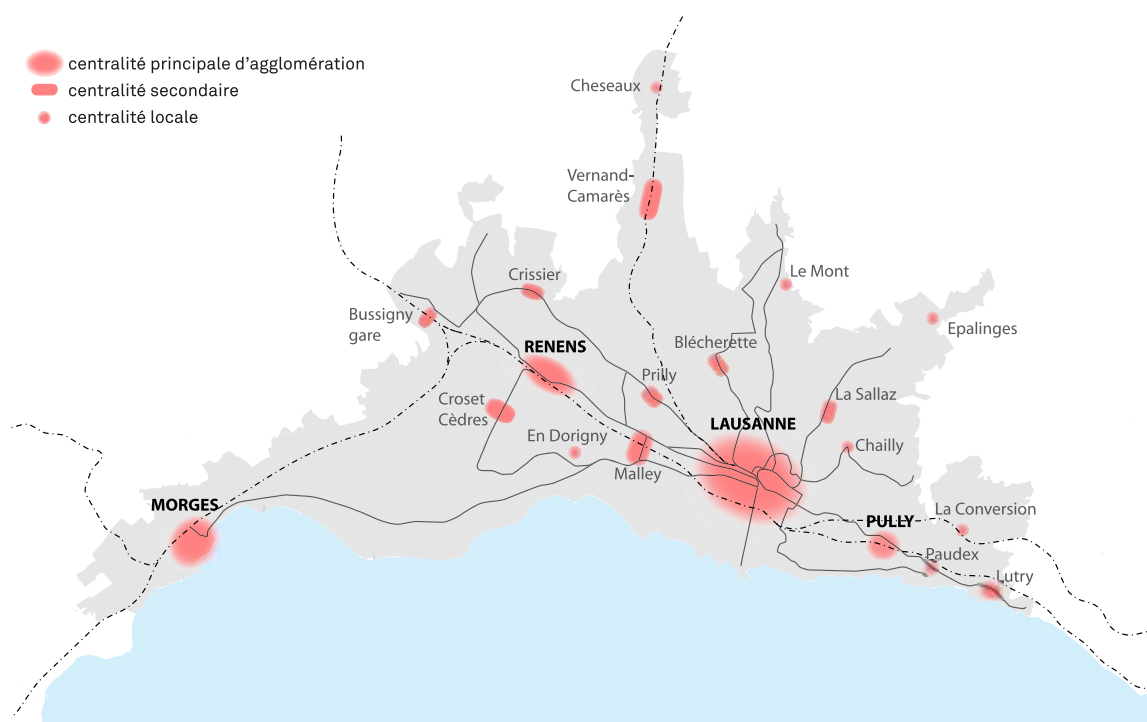 centralité principale d'agglomération
centralité secondaire
centralité locale
Cheseaux
Vernand-
Camarès
Le Mont
Crissier
Bussigny
gare
Epalinges
RENENS
Blécherette
Prilly
Croset
Cèdres
La Sallaz
LAUSANNE
En Dorigny
Chailly
Malley
MORGES
La Conversion
PULLY
Paudex
Lutry